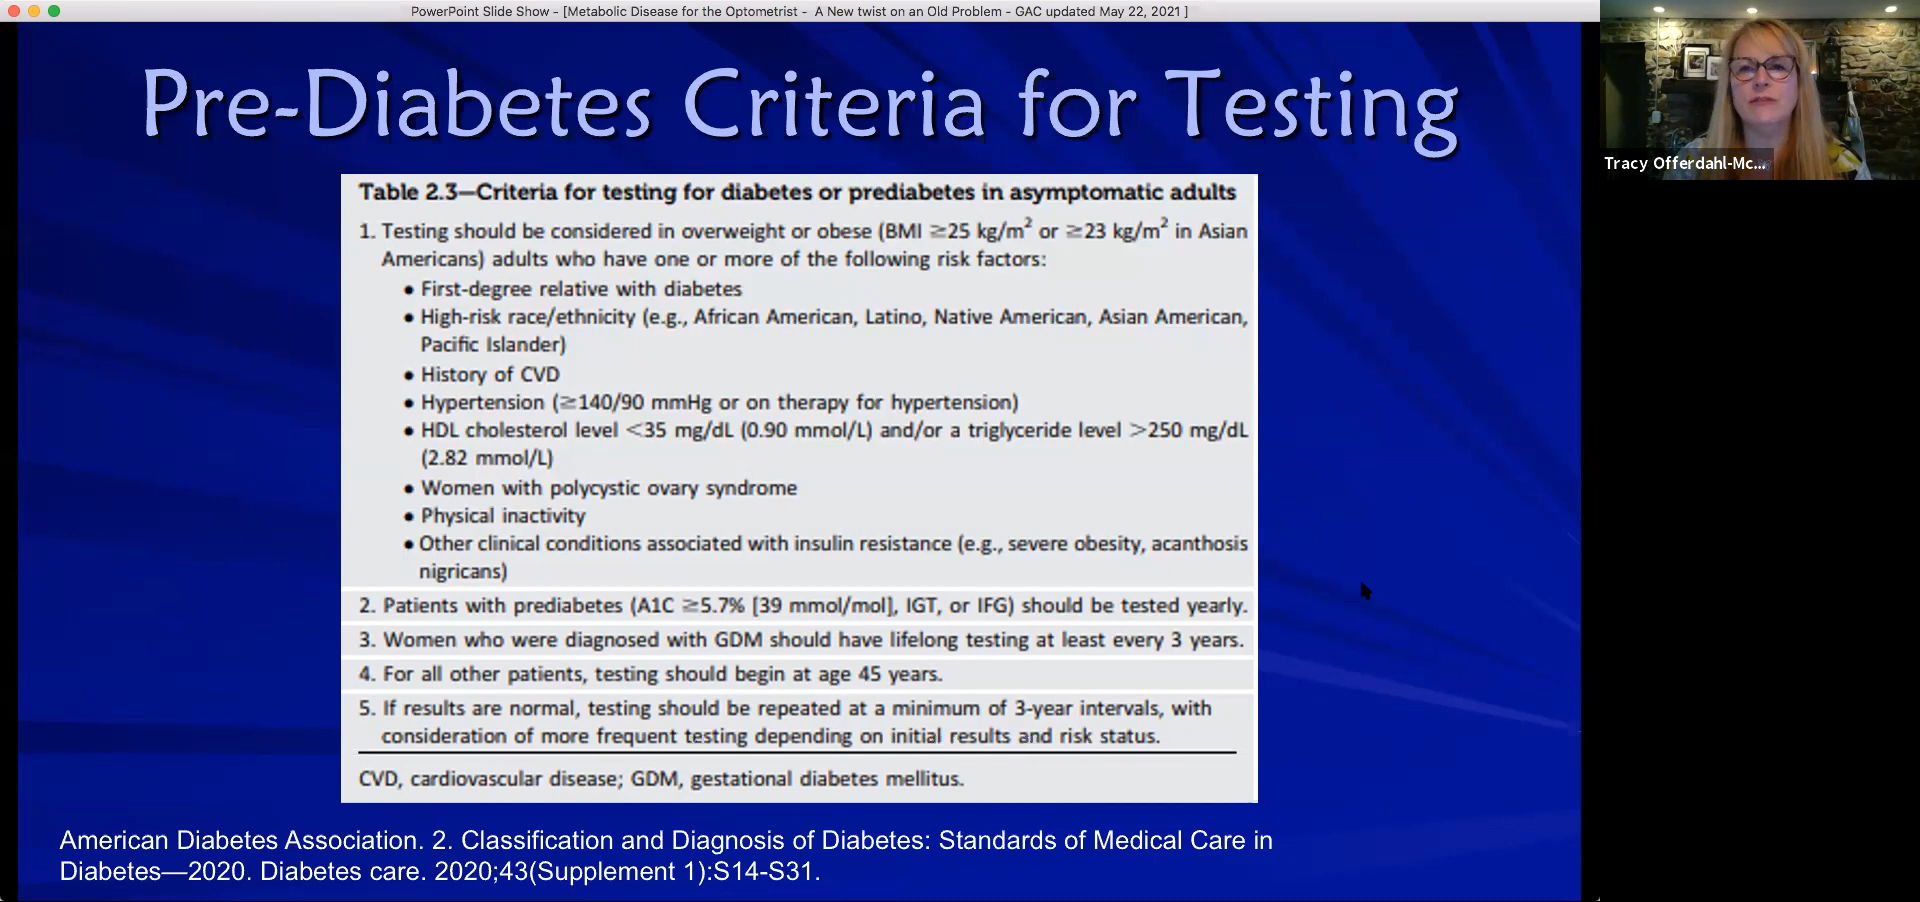 PowerPoint Slide Show - [Metabolic Disease for the Optometrist - A New twist on an Old Problem - GAC updated May 22, 2021 ]
Pre-Diabetes Criteria for Testing
Tracy Offerdahl-Mc...
Table 2.3—Criteria for testing for diabetes or prediabetes in asymptomatic adults
1. Testing should be considered in overweight or obese (BMI ≥25 kg/m² or ≥23 kg/m² in Asian
Americans) adults who have one or more of the following risk factors:
• First-degree relative with diabetes
• High-risk race/ethnicity (e.g., African American, Latino, Native American, Asian American,
Pacific Islander)
• History of CVD
• Hypertension (≥140/90 mmHg or on therapy for hypertension)
• HDL cholesterol level <35 mg/dL (0.90 mmol/L) and/or a triglyceride level >250 mg/dL
(2.82 mmol/L)
• Women with polycystic ovary syndrome
• Physical inactivity
• Other clinical conditions associated with insulin resistance (e.g., severe obesity, acanthosis
nigricans)
2. Patients with prediabetes (A1C ≥5.7% [39 mmol/mol], IGT, or IFG) should be tested yearly.
3. Women who were diagnosed with GDM should have lifelong testing at least every 3 years.
4. For all other patients, testing should begin at age 45 years.
5. If results are normal, testing should be repeated at a minimum of 3-year intervals, with
consideration of more frequent testing depending on initial results and risk status.
CVD, cardiovascular disease; GDM, gestational diabetes mellitus.
American Diabetes Association. 2. Classification and Diagnosis of Diabetes: Standards of Medical Care in
Diabetes—2020. Diabetes care. 2020;43(Supplement 1):S14-S31.